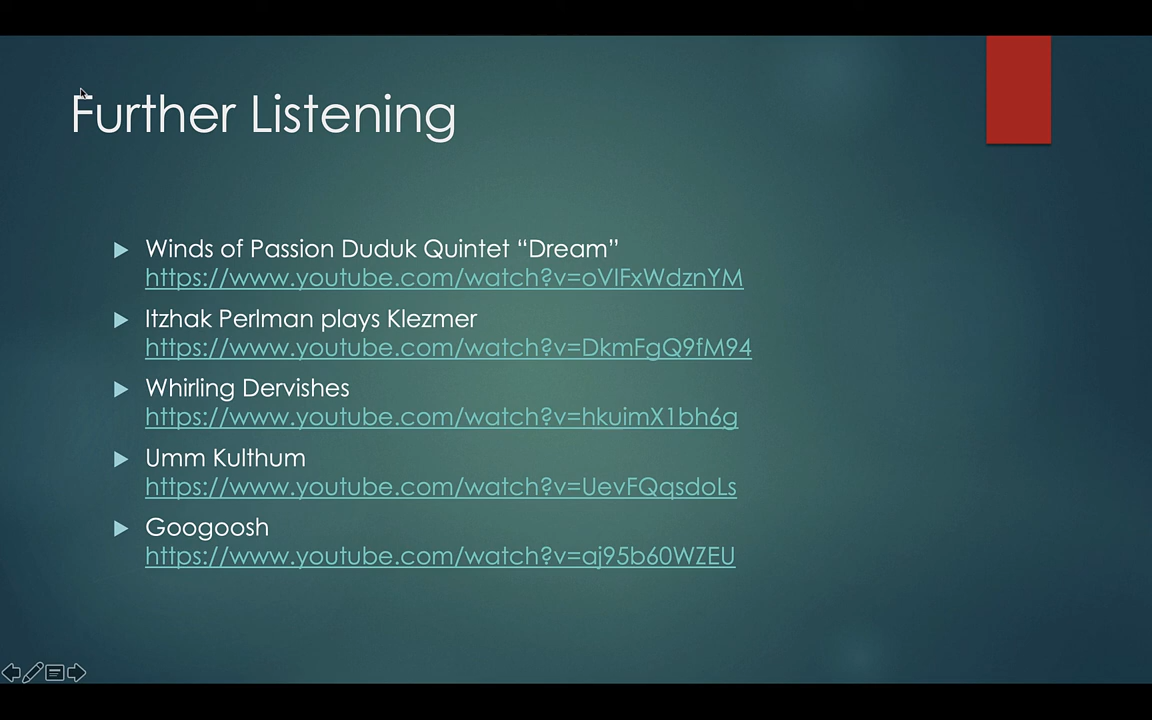 Further Listening
Winds of Passion Duduk Quintet “Dream”
https://www.youtube.com/watch?v=oVlFxWdznYM
Itzhak Perlman plays Klezmer
https://www.youtube.com/watch?v=DkmFgQ9fM94
Whirling Dervishes
https://www.youtube.com/watch?v=hkuimX1bh6g
Umm Kulthum
https://www.youtube.com/watch?v=UevFQqsdoLs
Googoosh
https://www.youtube.com/watch?v=aj95b60WZEU